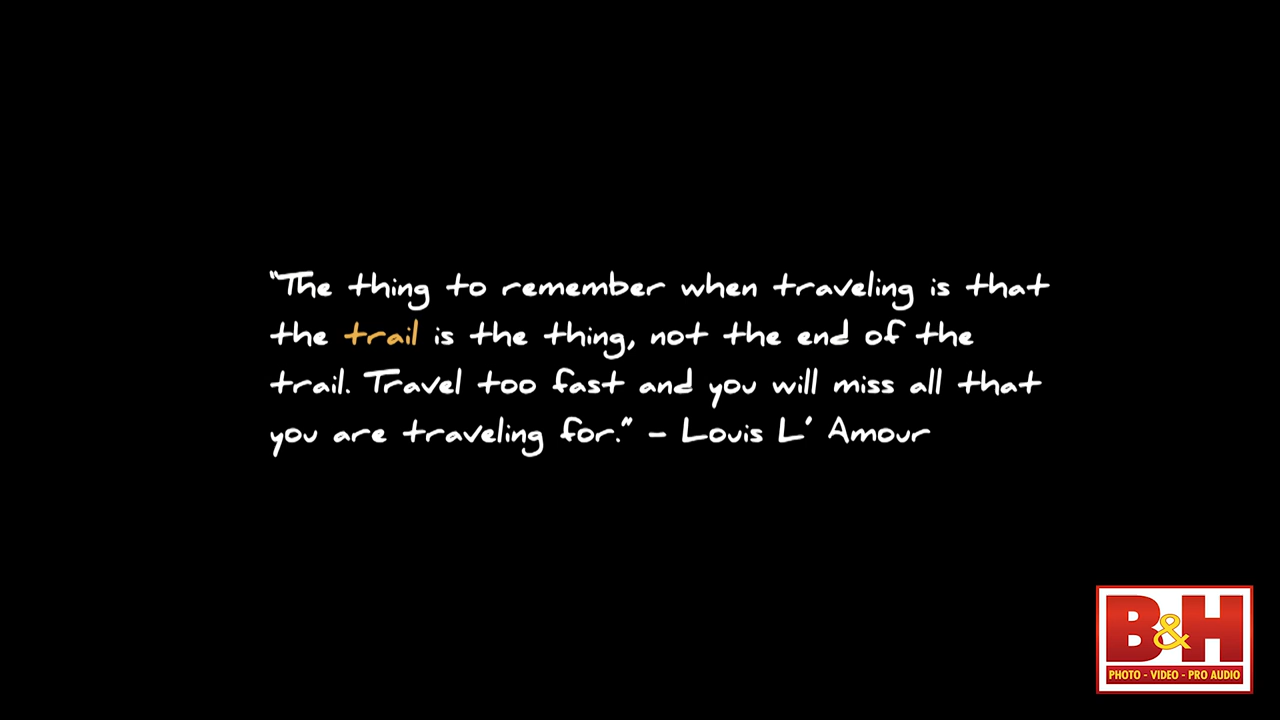 "The thing to remember when traveling is that
the trail is the thing, not the end of the
trail. Travel too fast and you will miss all that
you are traveling for." - Louis L' Amour
B&H
PHOTO - VIDEO - PRO AUDIO